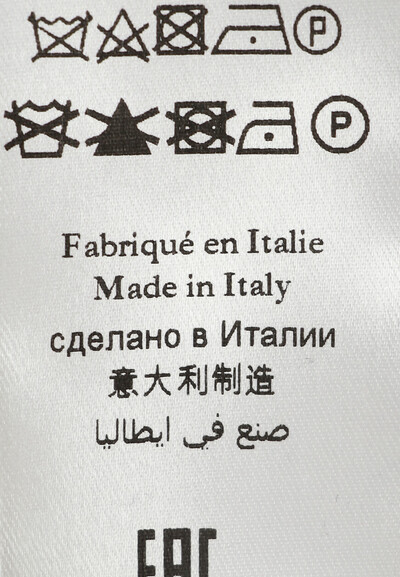 P
P
Fabriqué en Italie
Made in Italy
сделано в Италии
意大利制造
صنع في ايطاليا
EAC